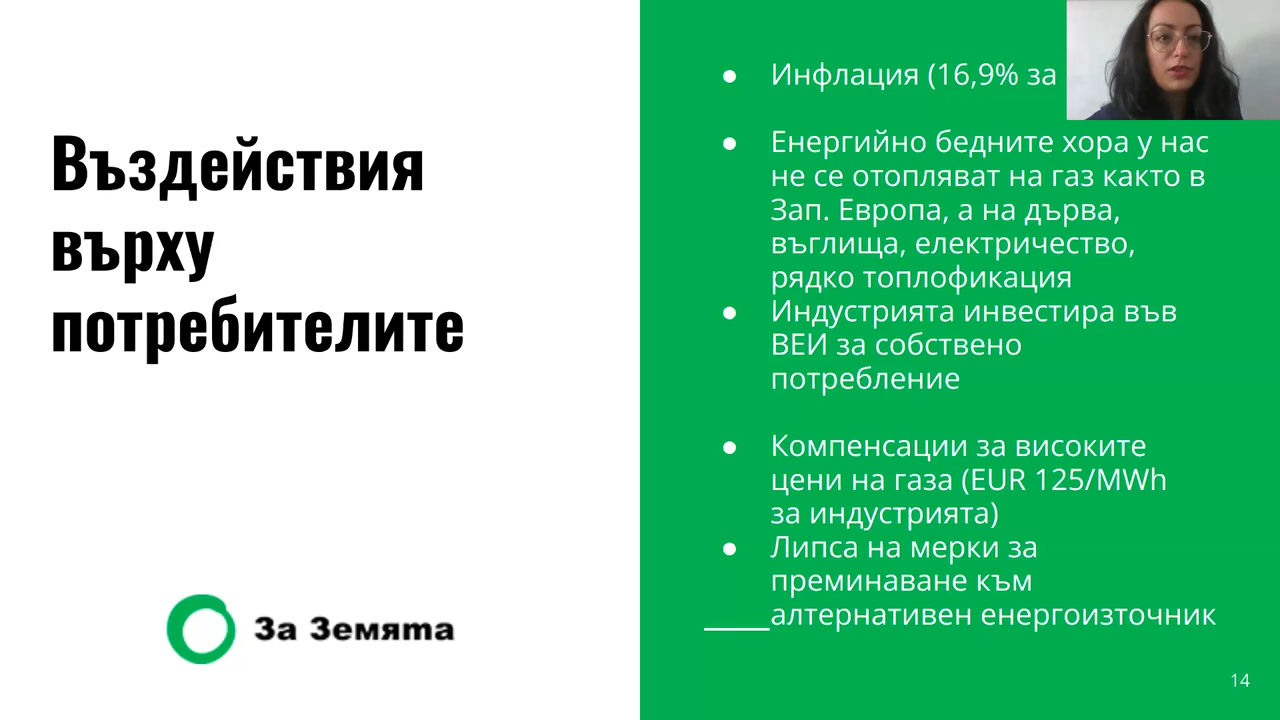 Въздействия
върху
потребителите
За Земята
● Инфлация (16,9% за
● Енергийно бедните хора у нас
не се отопляват на газ както в
Зап. Европа, а на дърва,
въглища, електричество,
рядко топлофикация
● Индустрията инвестира във
ВЕИ за собствено
потребление
● Компенсации за високите
цени на газа (EUR 125/MWh
за индустрията)
● Липса на мерки за
преминаване към
алтернативен енергоизточник
14